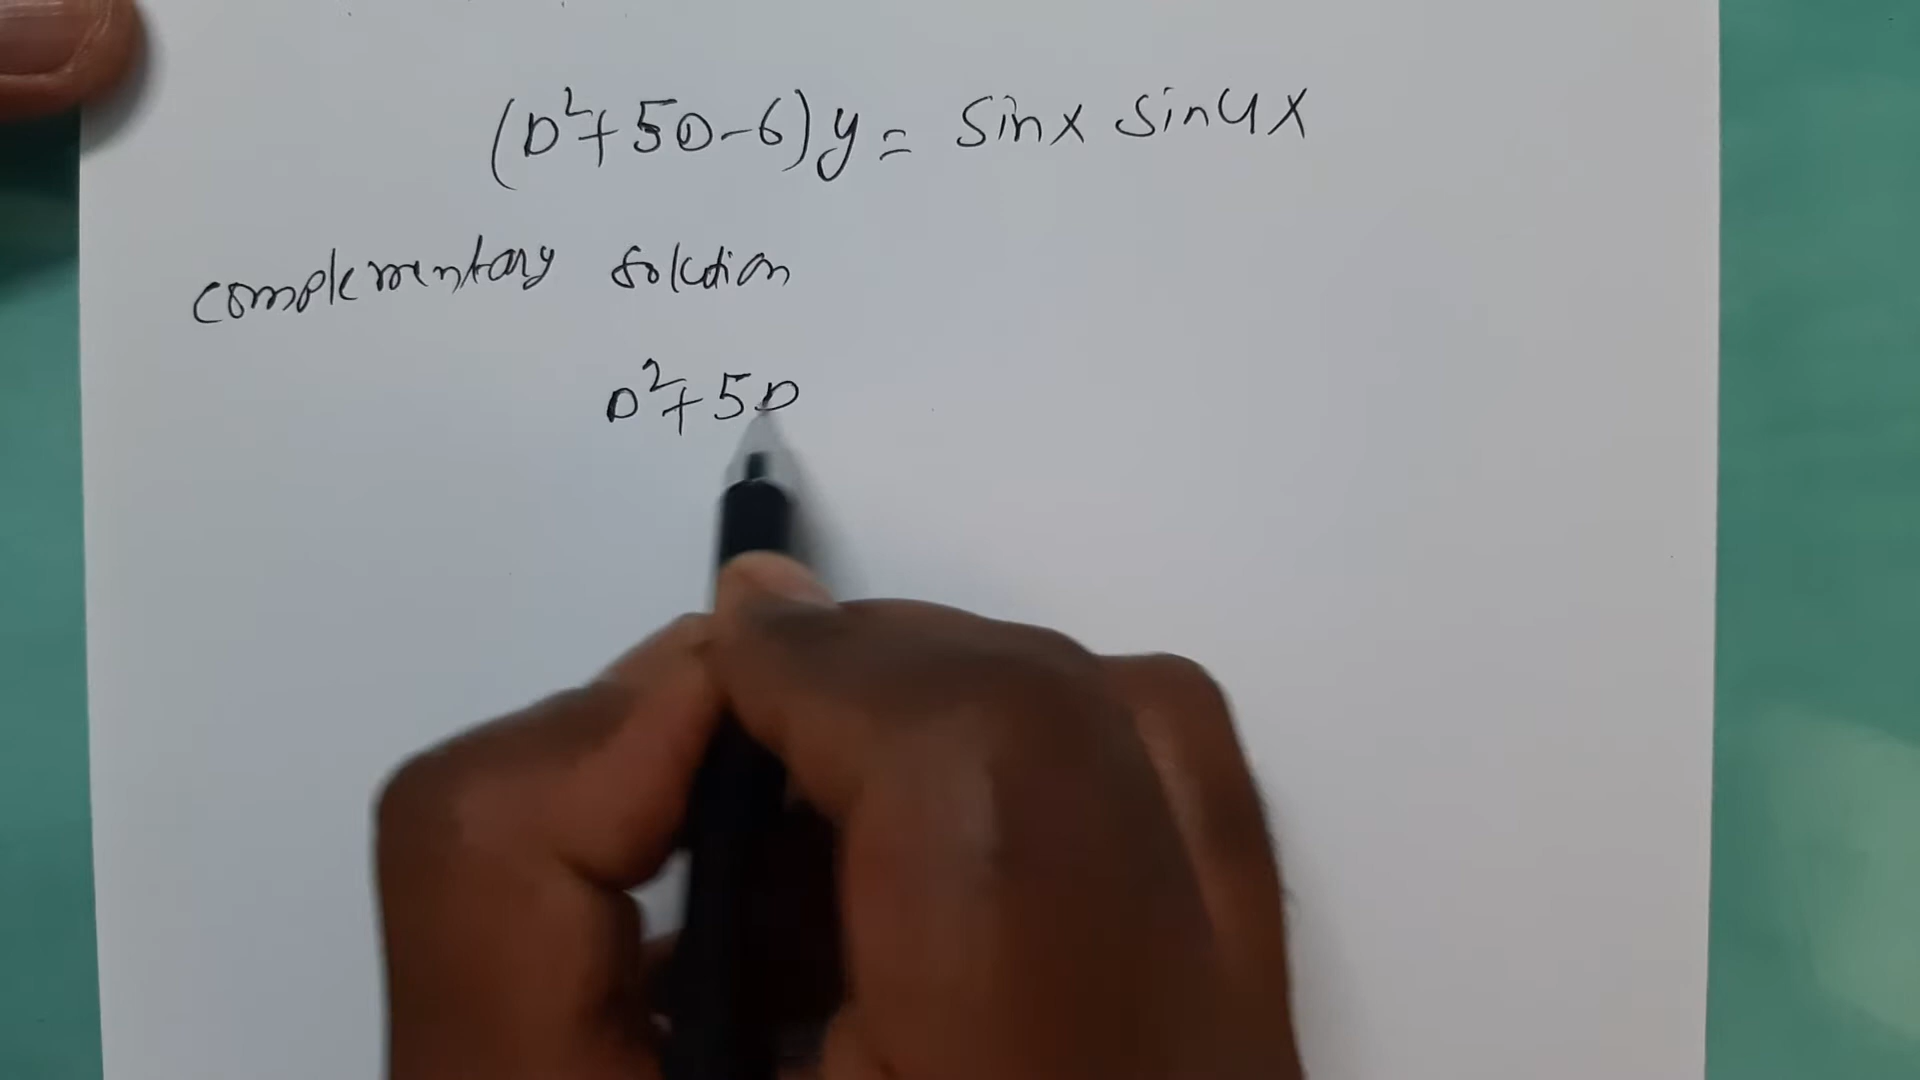 (D²+5D-6)y = sinx sin4x
complementary solution
D²+5D